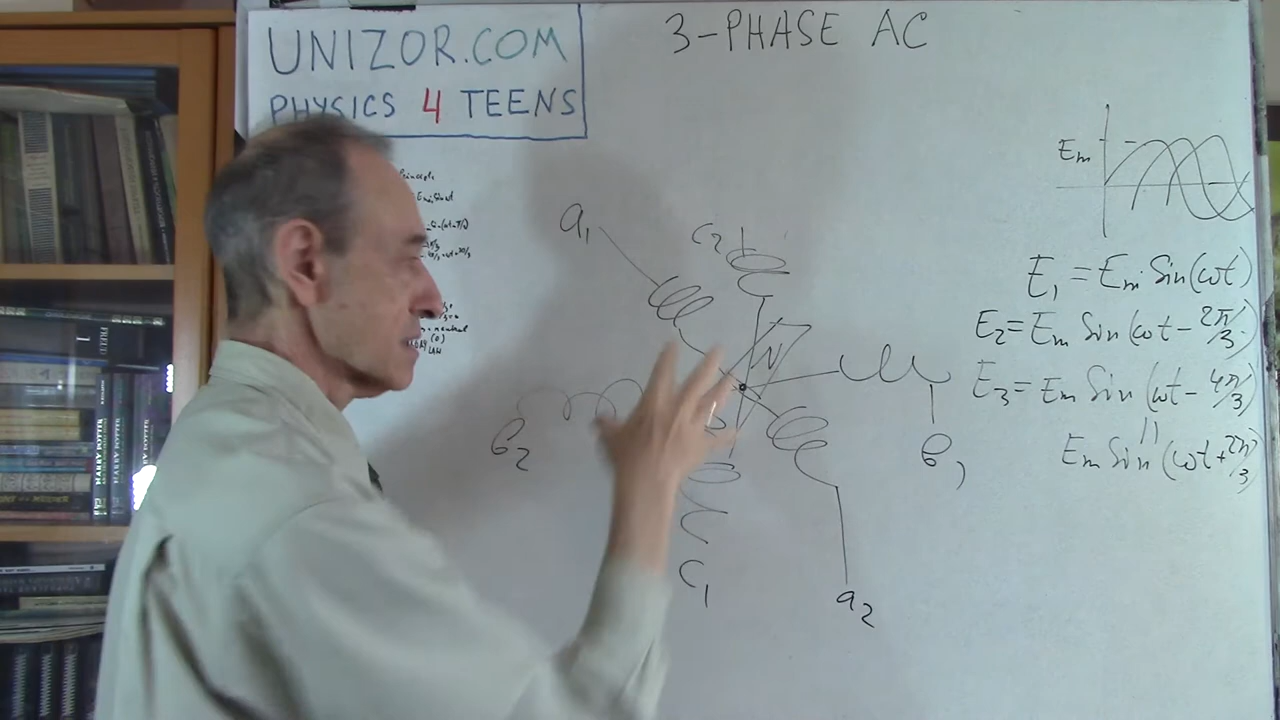 UNIZOR.COM
PHYSICS 4 TEENS
3-PHASE AC
Em
a1
c2
N
b2
b1
c1
a2
E1 = Em Sin(ωt)
E2 = Em Sin(ωt - 2π/3)
E3 = Em Sin(ωt - 4π/3)
||
Em Sin(ωt + 2π/3)